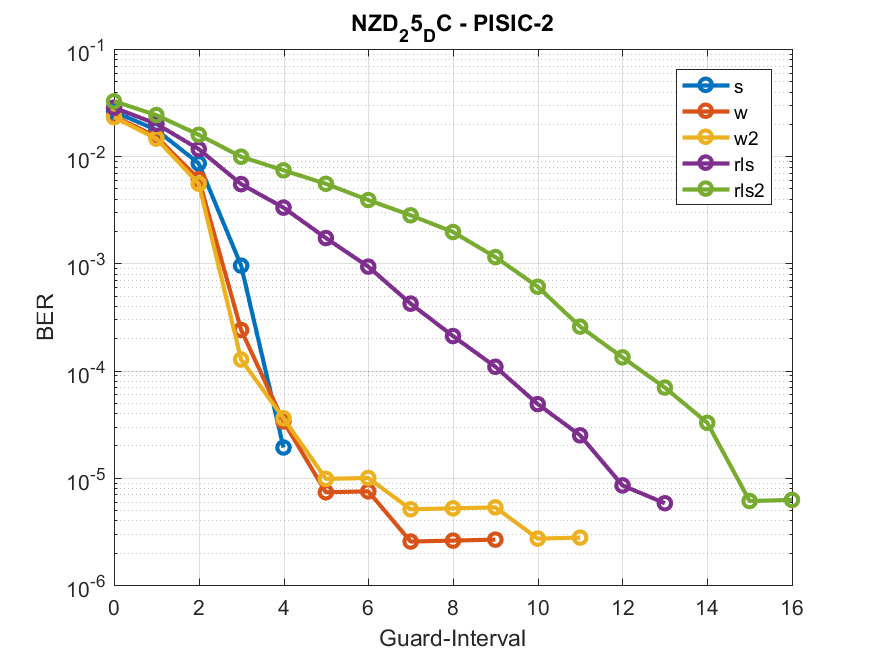 NZD₂5_DC - PISIC-2
10⁻¹
10⁻²
10⁻³
10⁻⁴
10⁻⁵
10⁻⁶
BER
0 2 4 6 8 10 12 14 16
Guard-Interval
s
w
w2
rls
rls2